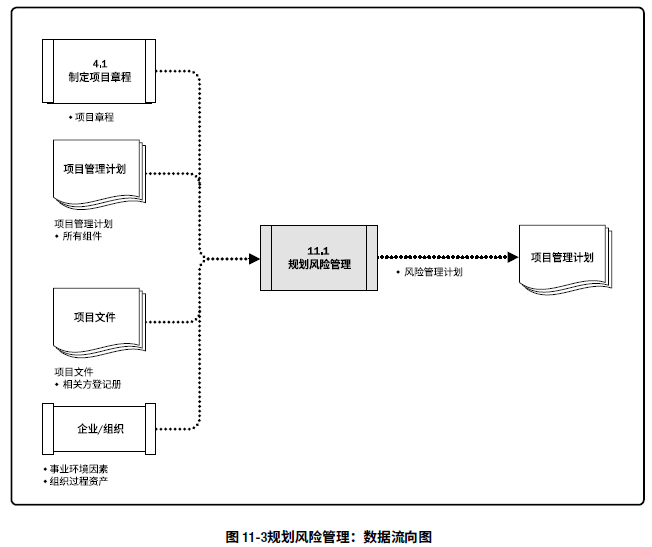 4.1
制定项目章程
• 项目章程
项目管理计划
项目管理计划
• 所有组件
项目文件
项目文件
• 相关方登记册
企业/组织
• 事业环境因素
• 组织过程资产
11.1
规划风险管理
• 风险管理计划
项目管理计划
图 11-3规划风险管理：数据流向图